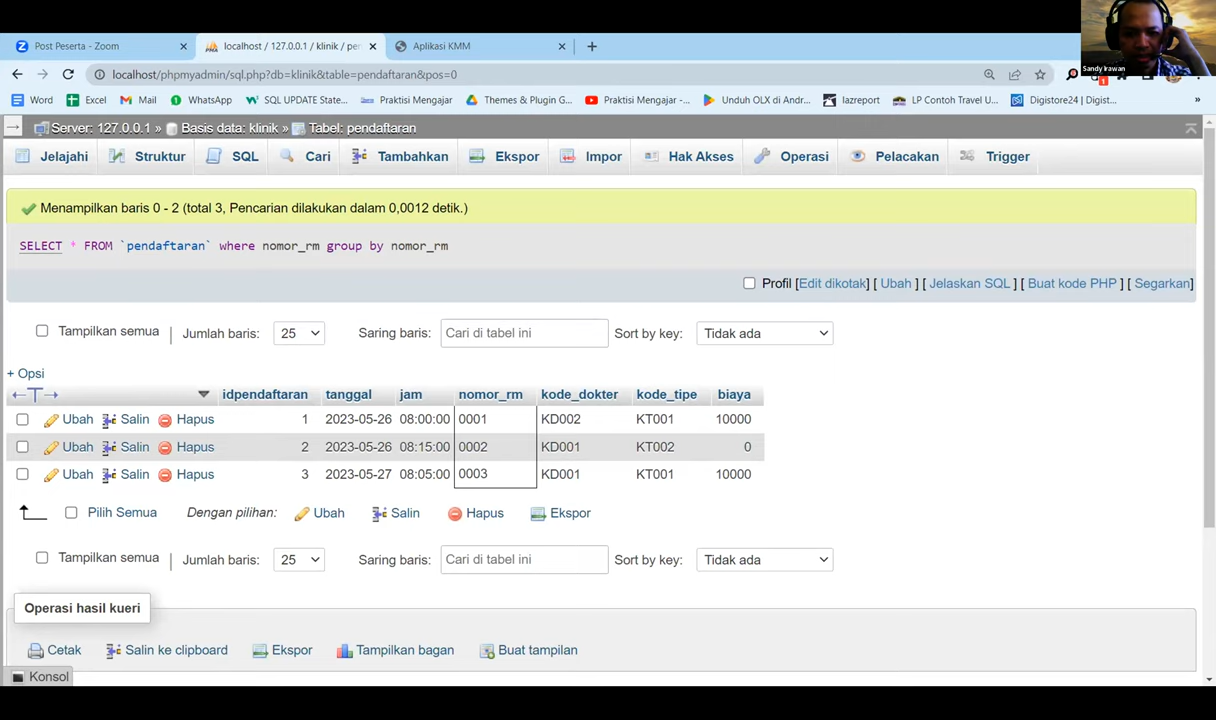 Post Peserta - Zoom
localhost / 127.0.0.1 / klinik / pen
Aplikasi KMM
Sandy Irawan
localhost/phpmyadmin/sql.php?db=klinik&table=pendaftaran&pos=0
1
Word Excel Mail WhatsApp SQL UPDATE State... Praktisi Mengajar Themes & Plugin G... Praktisi Mengajar -... Unduh OLX di An‌dr... lazreport LP Contoh Travel U... Digistore24 | Digist... »
Server: 127.0.0.1 » Basis data: klinik » Tabel: pendaftaran
Jelajahi Struktur SQL Cari Tambahkan Ekspor Impor Hak Akses Operasi Pelacakan Trigger
Menampilkan baris 0 - 2 (total 3, Pencarian dilakukan dalam 0,0012 detik.)
SELECT * FROM `pendaftaran` where nomor_rm group by nomor_rm
Profil [Edit dikotak] [ Ubah ] [ Jelaskan SQL ] [ Buat kode PHP ] [ Segarkan]
Tampilkan semua | Jumlah baris: 25 Saring baris: Cari di tabel ini Sort by key: Tidak ada
+ Opsi
←T→ idpendaftaran tanggal jam nomor_rm kode_dokter kode_tipe biaya
Ubah Salin Hapus 1 2023-05-26 08:00:00 0001 KD002 KT001 10000
Ubah Salin Hapus 2 2023-05-26 08:15:00 0002 KD001 KT002 0
Ubah Salin Hapus 3 2023-05-27 08:05:00 0003 KD001 KT001 10000
Pilih Semua Dengan pilihan: Ubah Salin Hapus Ekspor
Tampilkan semua | Jumlah baris: 25 Saring baris: Cari di tabel ini Sort by key: Tidak ada
Operasi hasil kueri
Cetak Salin ke clipboard Ekspor Tampilkan bagan Buat tampilan
Konsol